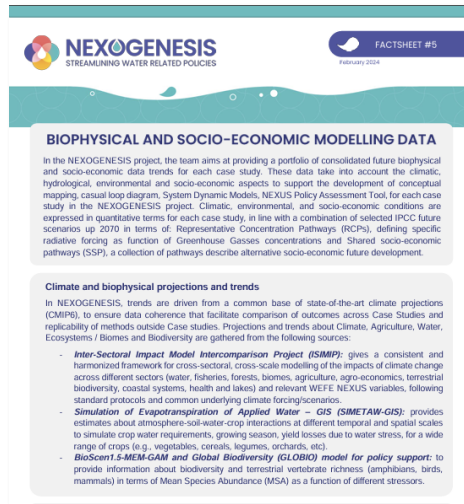 NEXOGENESIS
STREAMLINING WATER RELATED POLICIES
FACTSHEET #5
February 2024
BIOPHYSICAL AND SOCIO-ECONOMIC MODELLING DATA
In the NEXOGENESIS project, the team aims at providing a portfolio of consolidated future biophysical
and socio-economic data trends for each case study. These data take into account the climatic,
hydrological, environmental and socio-economic aspects to support the development of conceptual
mapping, casual loop diagram, System Dynamic Models, NEXUS Policy Assessment Tool, for each case
study in the NEXOGENESIS project. Climatic, environmental, and socio-economic conditions are
expressed in quantitative terms for each case study, in line with a combination of selected IPCC future
scenarios up 2070 in terms of: Representative Concentration Pathways (RCPs), defining specific
radiative forcing as function of Greenhouse Gasses concentrations and Shared socio-economic
pathways (SSP), a collection of pathways describe alternative socio-economic future development.
Climate and biophysical projections and trends
In NEXOGENESIS, trends are driven from a common base of state-of-the-art climate projections
(CMIP6), to ensure data coherence that facilitate comparison of outcomes across Case Studies and
replicability of methods outside Case studies. Projections and trends about Climate, Agriculture, Water,
Ecosystems / Biomes and Biodiversity are gathered from the following sources:
- Inter-Sectoral Impact Model Intercomparison Project (ISIMIP): gives a consistent and
harmonized framework for cross-sectoral, cross-scale modelling of the impacts of climate change
across different sectors (water, fisheries, forests, biomes, agriculture, agro-economics, terrestrial
biodiversity, coastal systems, health and lakes) and relevant WEFE NEXUS variables, following
standard protocols and common underlying climate forcing/scenarios.
- Simulation of Evapotranspiration of Applied Water – GIS (SIMETAW-GIS): provides
estimates about atmosphere-soil-water-crop interactions at different temporal and spatial scales
to simulate crop water requirements, growing season, yield losses due to water stress, for a wide
range of crops (e.g., vegetables, cereals, legumes, orchards, etc).
- BioScen1.5-MEM-GAM and Global Biodiversity (GLOBIO) model for policy support: to
provide information about biodiversity and terrestrial vertebrate richness (amphibians, birds,
mammals) in terms of Mean Species Abundance (MSA) as a function of different stressors.